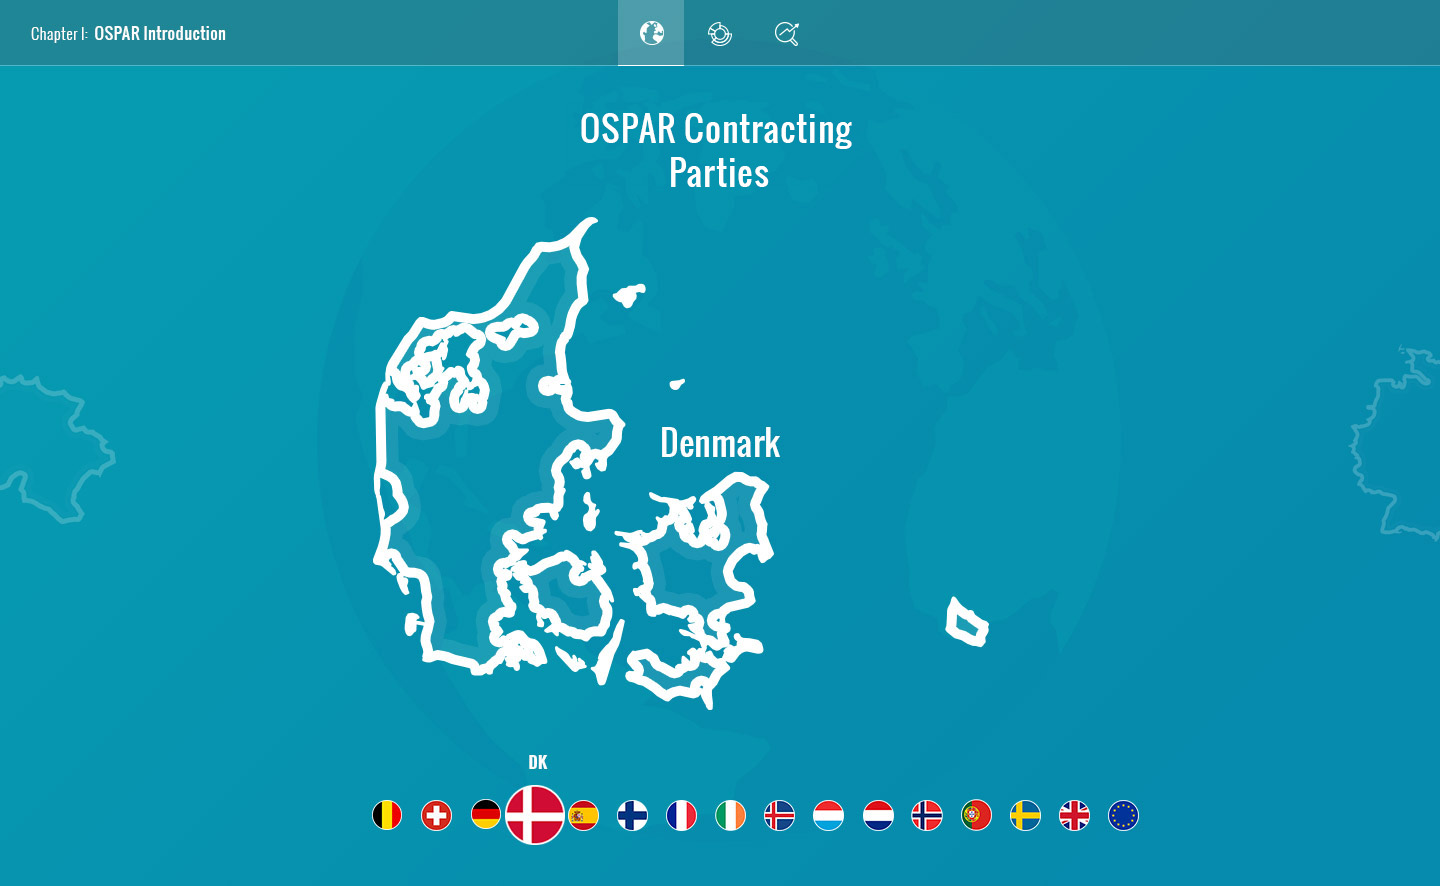 Chapter I: OSPAR Introduction
OSPAR Contracting
Parties
Denmark
DK